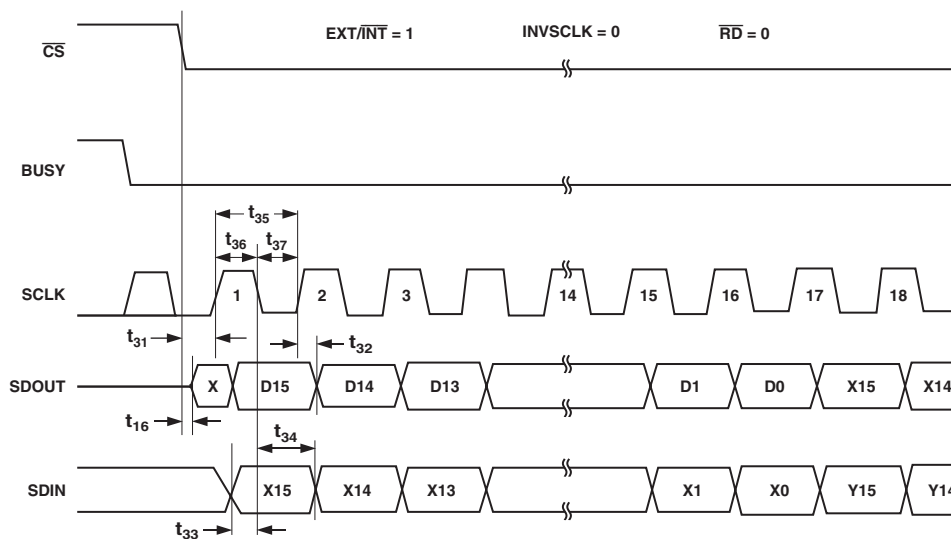 EXT/INT = 1 INVSCLK = 0 RD = 0
CS
BUSY
t35
t36 t37
SCLK 1 2 3 14 15 16 17 18
t31 t32
SDOUT X D15 D14 D13 D1 D0 X15 X14
t16 t34
SDIN X15 X14 X13 X1 X0 Y15 Y14
t33